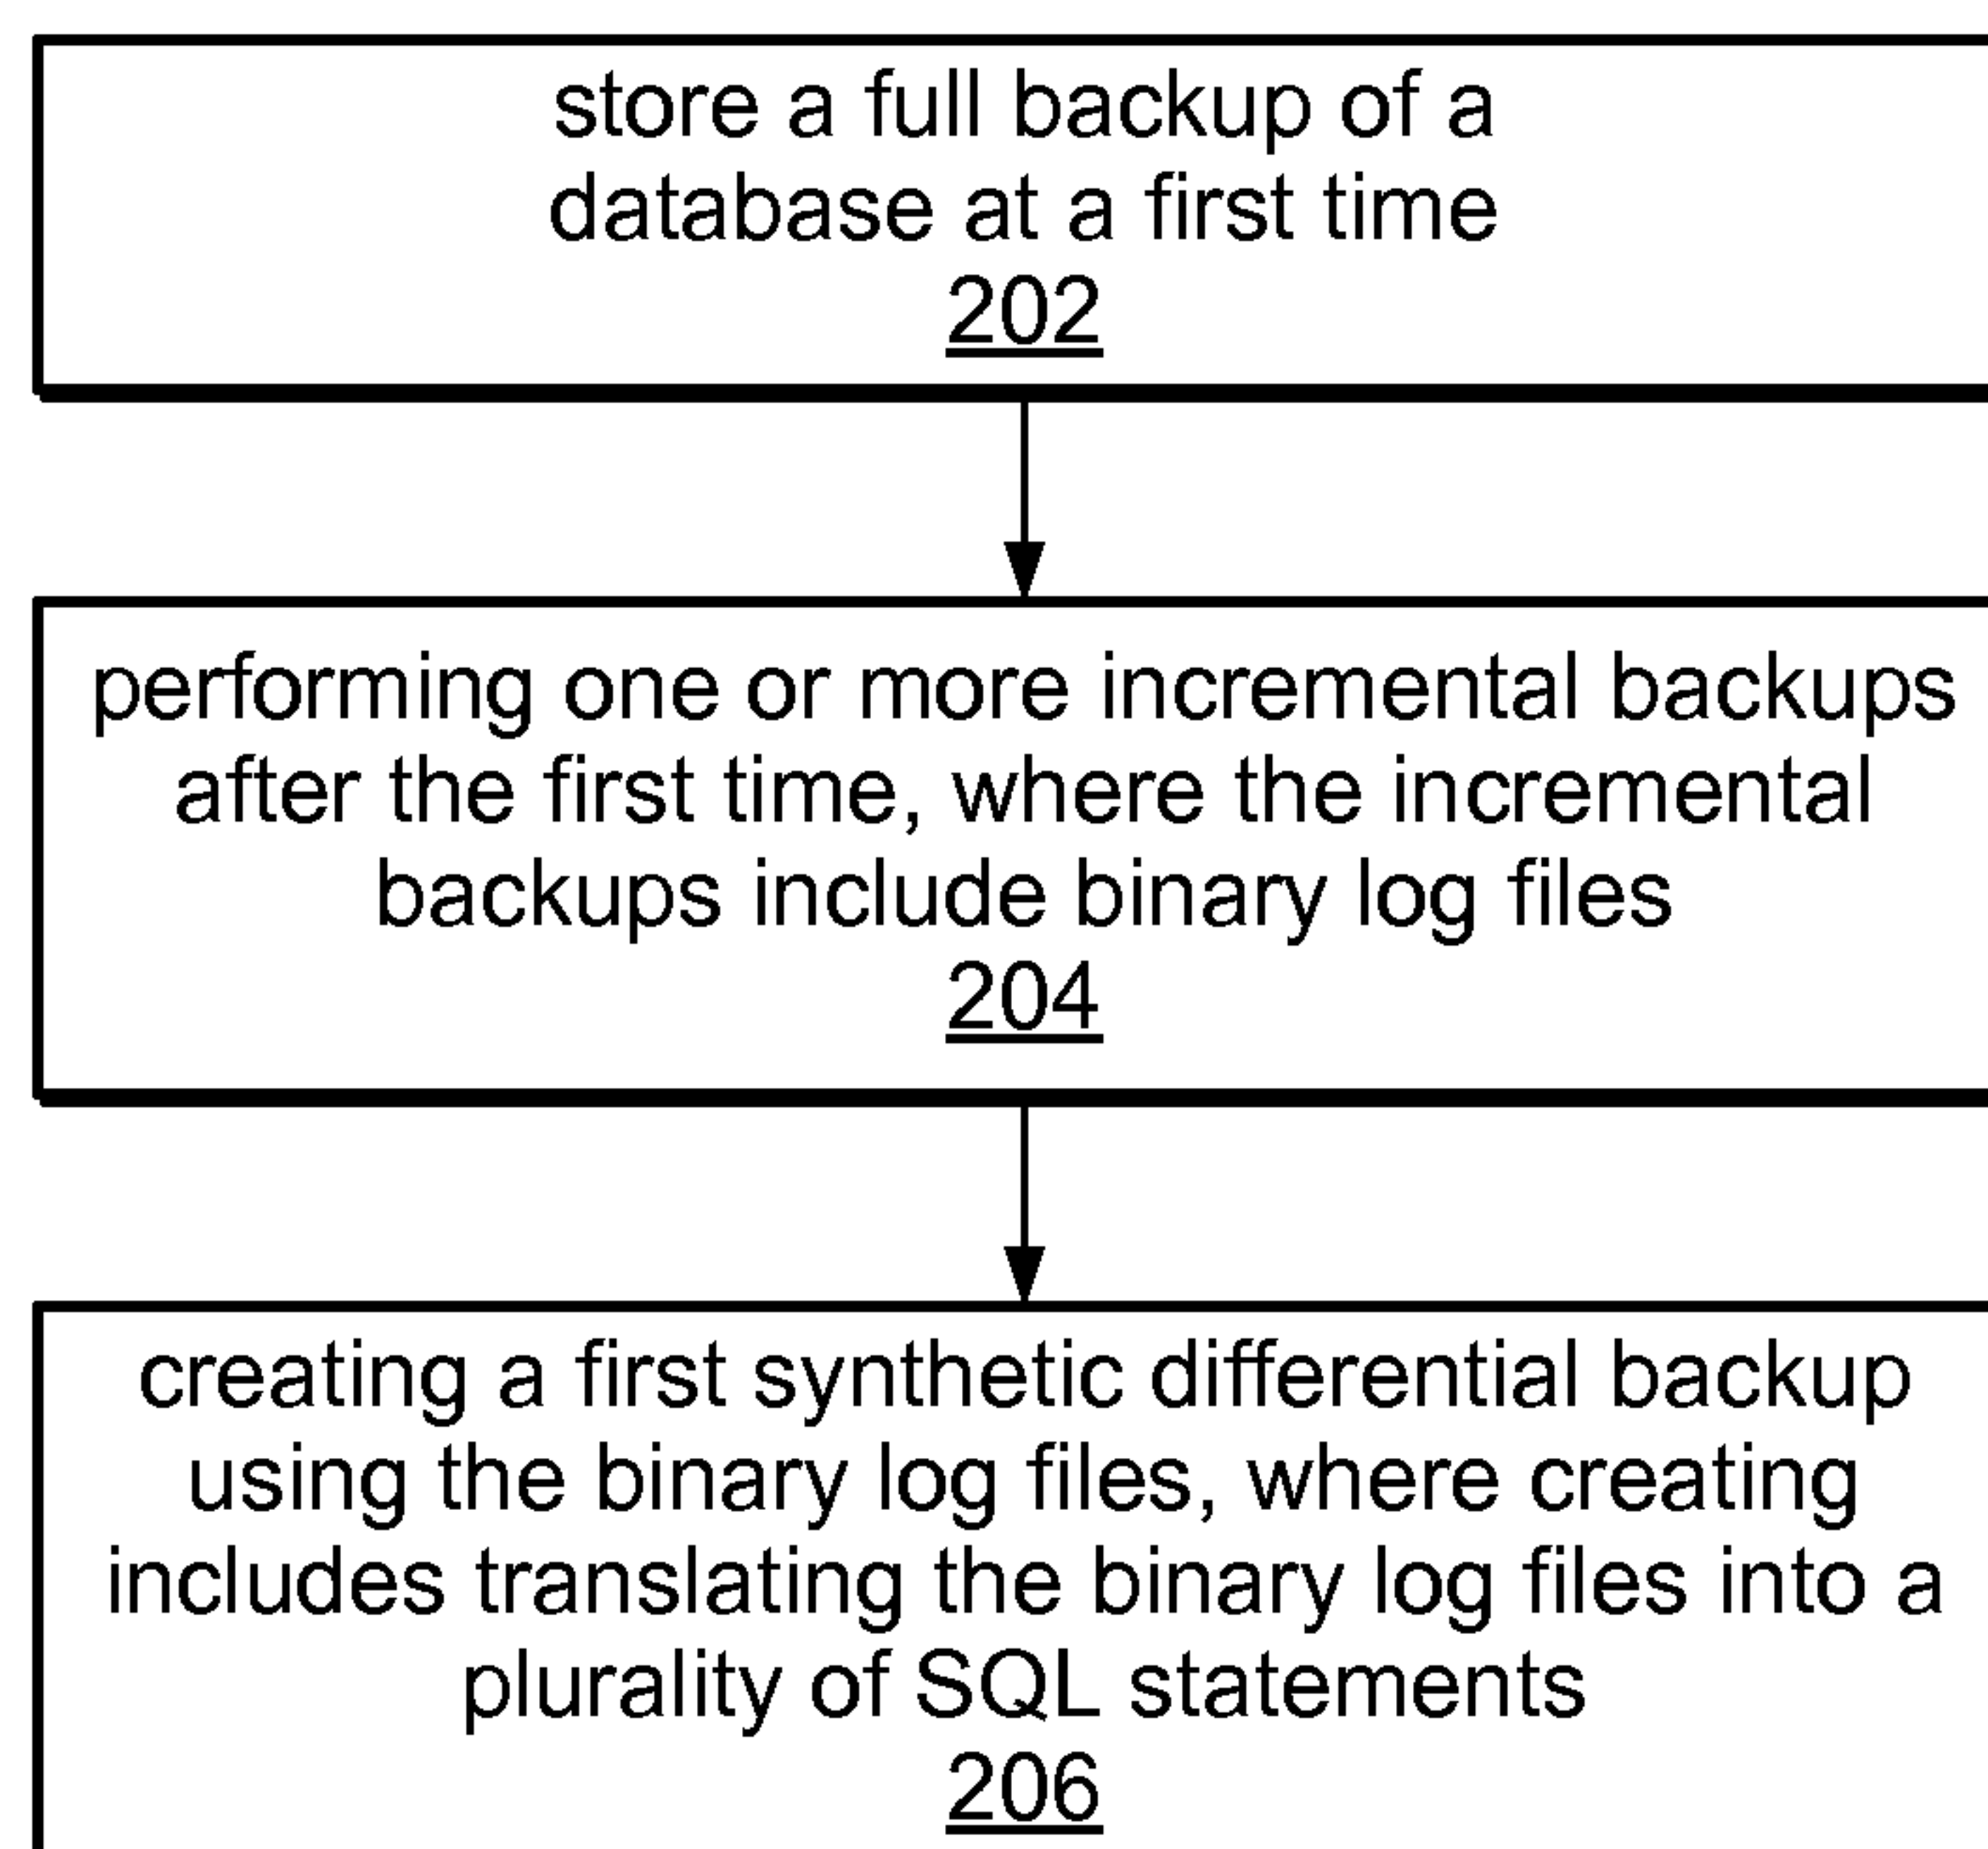 store a full backup of a
database at a first time
202
performing one or more incremental backups
after the first time, where the incremental
backups include binary log files
204
creating a first synthetic differential backup
using the binary log files, where creating
includes translating the binary log files into a
plurality of SQL statements
206